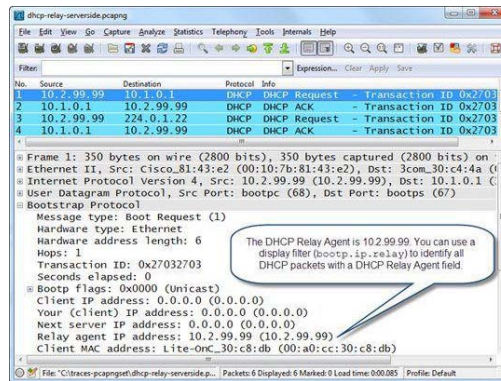 dhcp-relay-serverside.pcapng
File Edit View Go Capture Analyze Statistics Telephony Tools Internals Help
Filter: Expression... Clear Apply Save
No. Source Destination Protocol Info
1 10.2.99.99 10.1.0.1 DHCP DHCP Request - Transaction ID 0x2703
2 10.1.0.1 10.2.99.99 DHCP DHCP ACK - Transaction ID 0x2703
3 10.2.99.99 224.0.1.22 DHCP DHCP Request - Transaction ID 0x2703
4 10.1.0.1 10.2.99.99 DHCP DHCP ACK - Transaction ID 0x2703
Frame 1: 350 bytes on wire (2800 bits), 350 bytes captured (2800 bits) on
Ethernet II, Src: Cisco_81:43:e2 (00:10:7b:81:43:e2), Dst: 3com_30:c4:4a (
Internet Protocol Version 4, Src: 10.2.99.99 (10.2.99.99), Dst: 10.1.0.1 (1
User Datagram Protocol, Src Port: bootpc (68), Dst Port: bootps (67)
Bootstrap Protocol
Message type: Boot Request (1)
Hardware type: Ethernet
Hardware address length: 6
Hops: 1
Transaction ID: 0x27032703
Seconds elapsed: 0
Bootp flags: 0x0000 (Unicast)
Client IP address: 0.0.0.0 (0.0.0.0)
Your (client) IP address: 0.0.0.0 (0.0.0.0)
Next server IP address: 0.0.0.0 (0.0.0.0)
Relay agent IP address: 10.2.99.99 (10.2.99.99)
Client MAC address: Lite-OnC_30:c8:db (00:a0:cc:30:c8:db)
The DHCP Relay Agent is 10.2.99.99. You can use a
display filter (bootp.ip.relay) to identify all
DHCP packets with a DHCP Relay Agent field.
File: "C:\traces-pcapngset\dhcp-relay-serverside.p... Packets: 6 Displayed: 6 Marked: 0 Load time: 0:00.085 Profile: Default